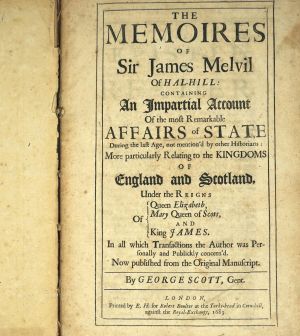 THE
MEMOIRES
OF
Sir James Melvil
Of HAL-HILL:
CONTAINING
An Impartial Account
Of the most Remarkable
AFFAIRS of STATE
During the last Age, not mention'd by other Historians:
More particularly Relating to the KINGDOMS
OF
England and Scotland,
Under the REIGNS
Of
Queen Elizabeth,
Mary Queen of Scots,
AND
King JAMES.
In all which Transactions the Author was Per-
sonally and Publickly concern'd.
Now published from the Original Manuscript.
By GEORGE SCOTT, Gent.
LONDON,
Printed by E. H. for Robert Boulter at the Turks-head in Cornhill,
against the Royal-Exchange, 1683